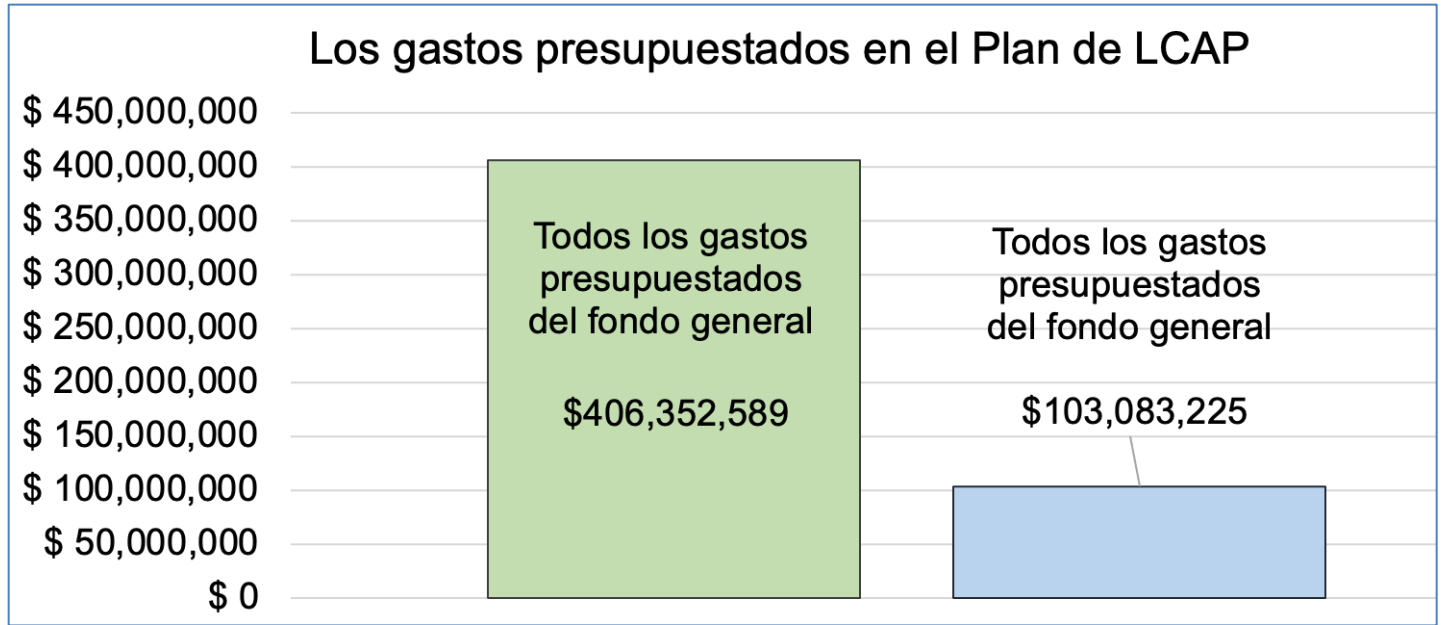 Los gastos presupuestados en el Plan de LCAP
$ 450,000,000
$ 400,000,000
$ 350,000,000
$ 300,000,000
$ 250,000,000
$ 200,000,000
$ 150,000,000
$ 100,000,000
$ 50,000,000
$ 0
Todos los gastos
presupuestados
del fondo general
$406,352,589
Todos los gastos
presupuestados
del fondo general
$103,083,225